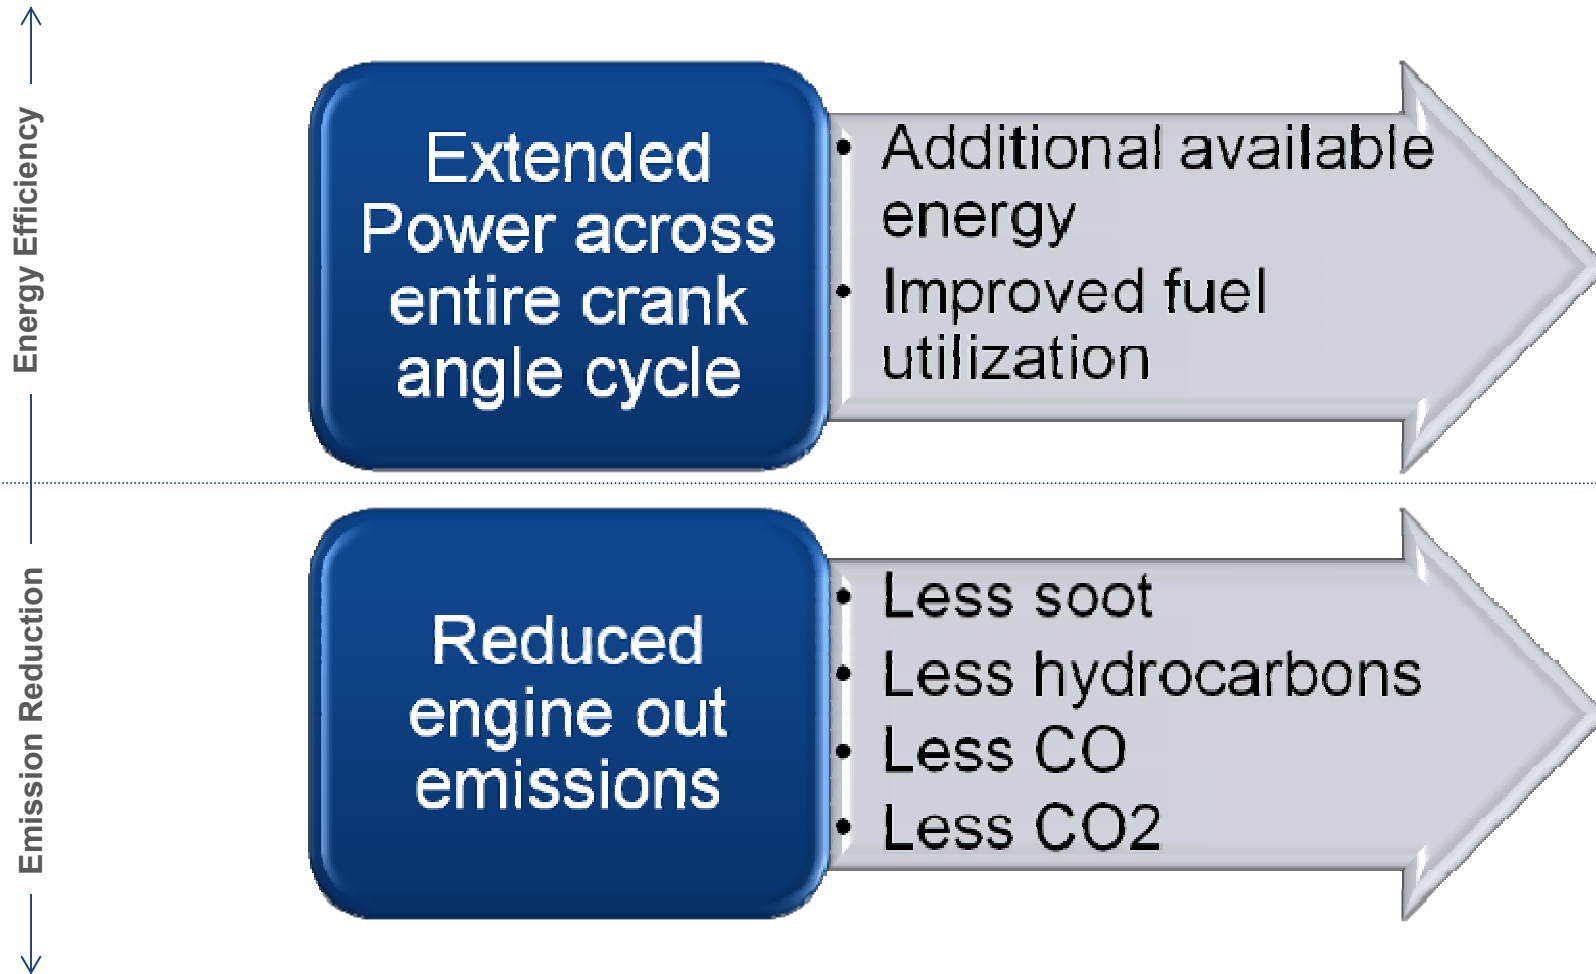 Energy Efficiency
Extended
Power across
entire crank
angle cycle
• Additional available
energy
• Improved fuel
utilization
Emission Reduction
Reduced
engine out
emissions
• Less soot
• Less hydrocarbons
• Less CO
• Less CO2